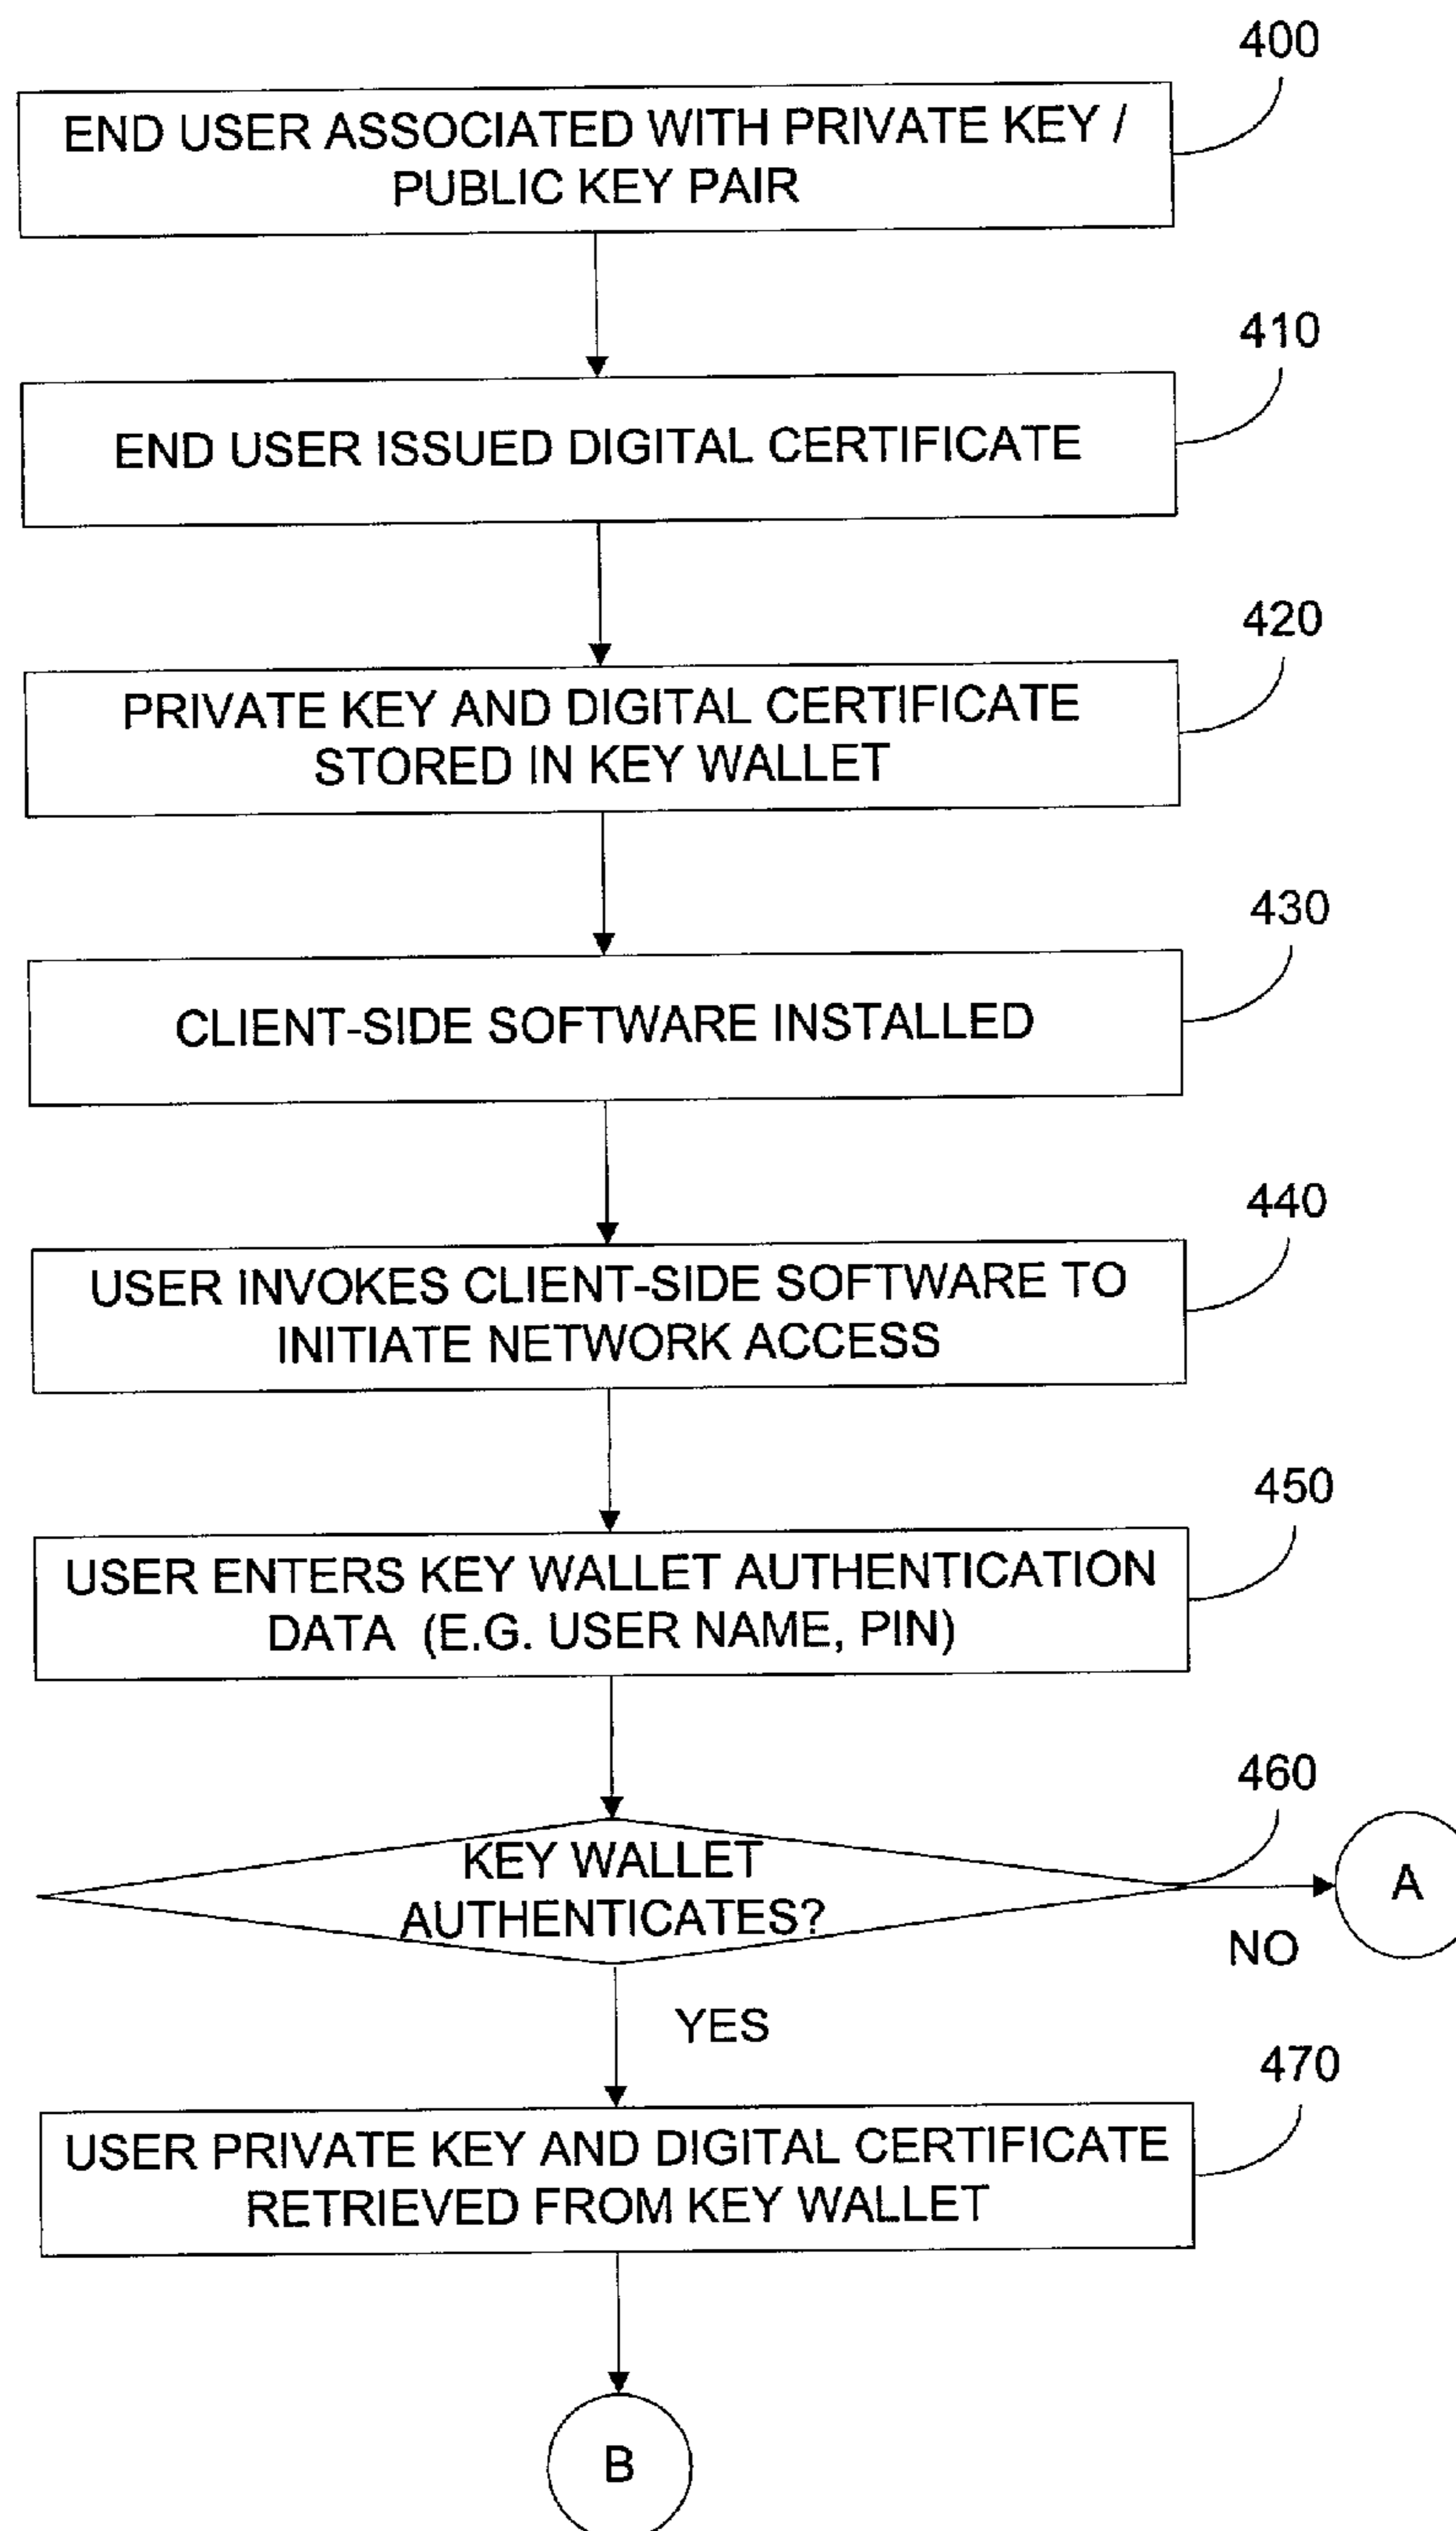 400
END USER ASSOCIATED WITH PRIVATE KEY /
PUBLIC KEY PAIR
410
END USER ISSUED DIGITAL CERTIFICATE
420
PRIVATE KEY AND DIGITAL CERTIFICATE
STORED IN KEY WALLET
430
CLIENT-SIDE SOFTWARE INSTALLED
440
USER INVOKES CLIENT-SIDE SOFTWARE TO
INITIATE NETWORK ACCESS
450
USER ENTERS KEY WALLET AUTHENTICATION
DATA (E.G. USER NAME, PIN)
460
KEY WALLET
AUTHENTICATES?
A
NO
YES
470
USER PRIVATE KEY AND DIGITAL CERTIFICATE
RETRIEVED FROM KEY WALLET
B